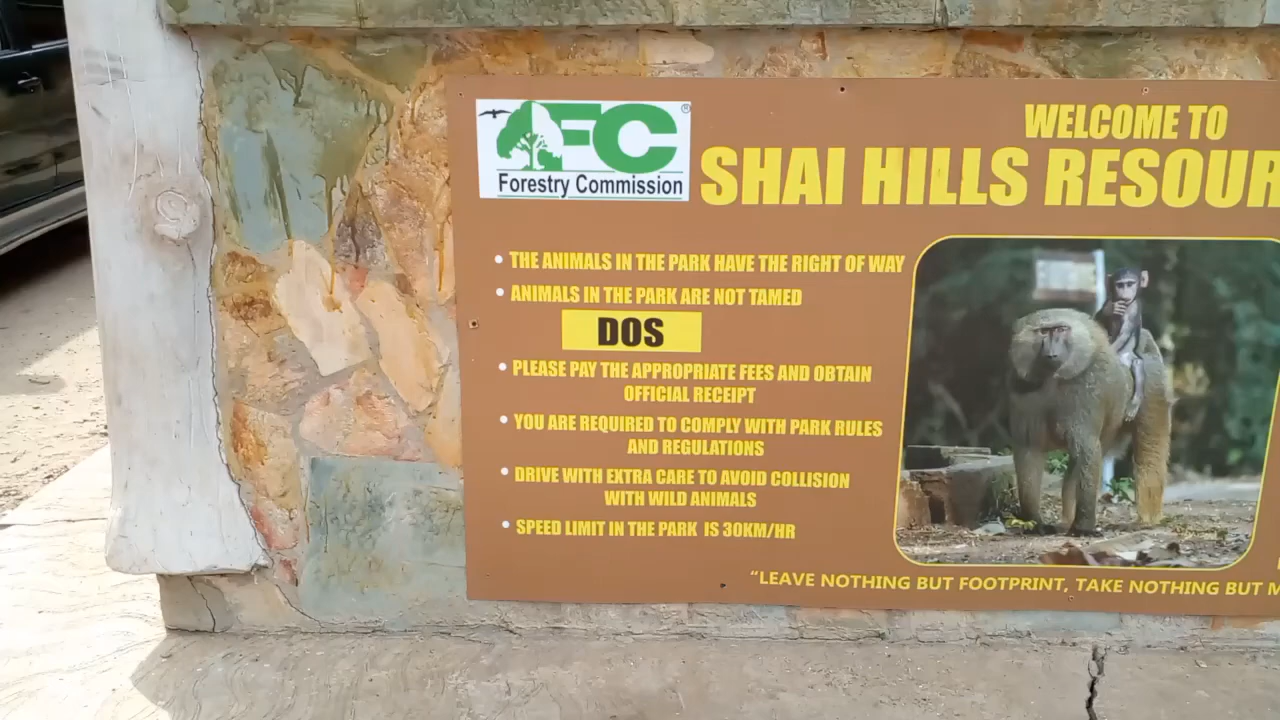 FC®
Forestry Commission
WELCOME TO
SHAI HILLS RESOUR
• THE ANIMALS IN THE PARK HAVE THE RIGHT OF WAY
• ANIMALS IN THE PARK ARE NOT TAMED
DOS
• PLEASE PAY THE APPROPRIATE FEES AND OBTAIN
OFFICIAL RECEIPT
• YOU ARE REQUIRED TO COMPLY WITH PARK RULES
AND REGULATIONS
• DRIVE WITH EXTRA CARE TO AVOID COLLISION
WITH WILD ANIMALS
• SPEED LIMIT IN THE PARK IS 30KM/HR
“LEAVE NOTHING BUT FOOTPRINT, TAKE NOTHING BUT M